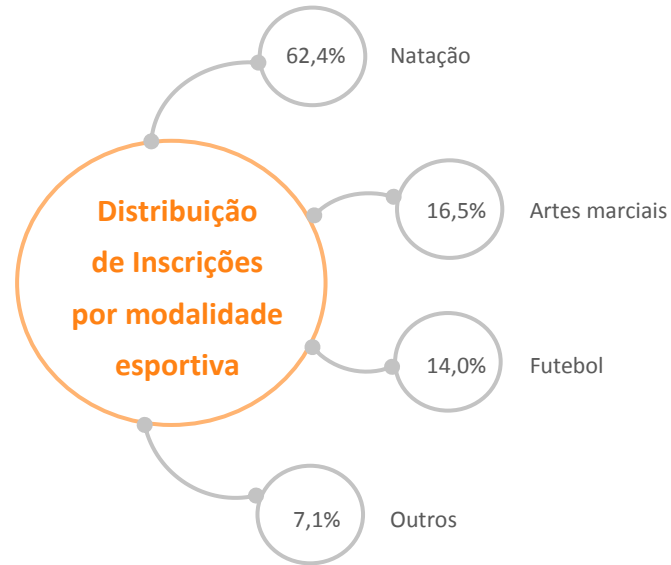 62,4% Natação
Distribuição
de Inscrições
por modalidade
esportiva
16,5% Artes marciais
14,0% Futebol
7,1% Outros